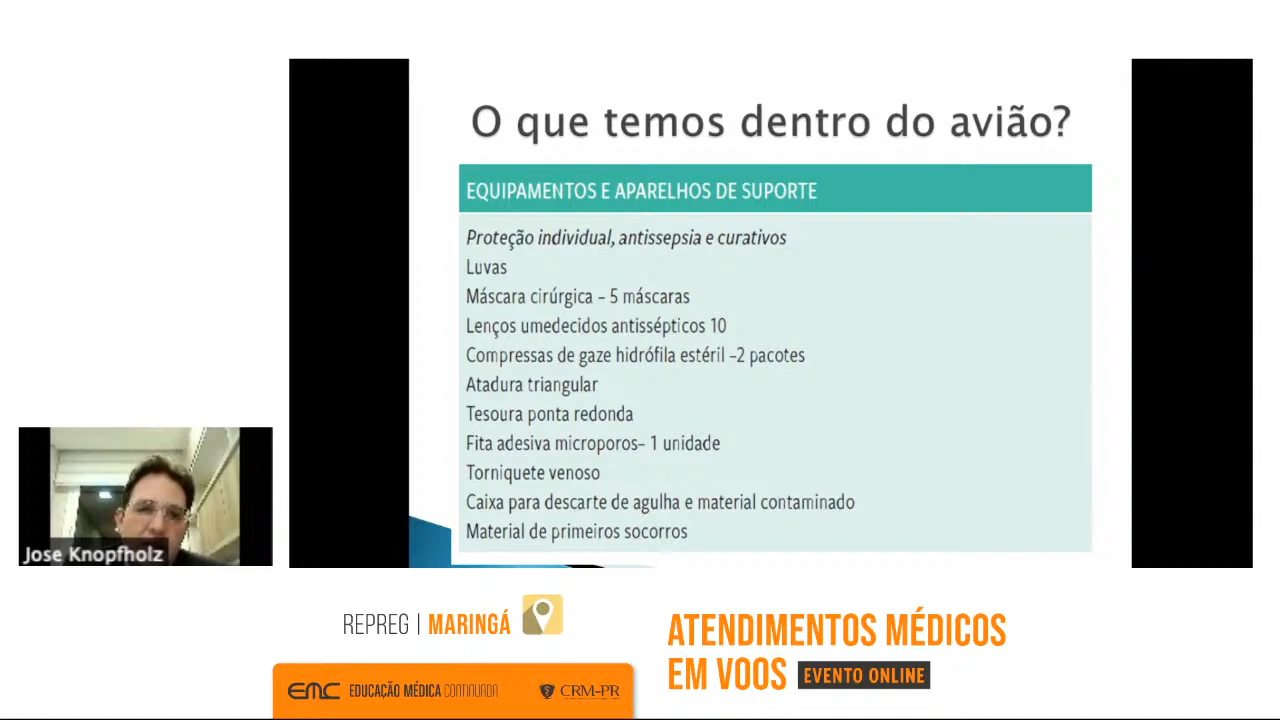 O que temos dentro do avião?
EQUIPAMENTOS E APARELHOS DE SUPORTE
Proteção individual, antissepsia e curativos
Luvas
Máscara cirúrgica – 5 máscaras
Lenços umedecidos antissépticos 10
Compressas de gaze hidrófila estéril –2 pacotes
Atadura triangular
Tesoura ponta redonda
Fita adesiva microporos– 1 unidade
Torniquete venoso
Caixa para descarte de agulha e material contaminado
Material de primeiros socorros
Jose Knopfholz
REPREG | MARINGÁ
ATENDIMENTOS MÉDICOS
EM VOOS EVENTO ONLINE
EMC EDUCAÇÃO MÉDICA CONTINUADA CRM-PR